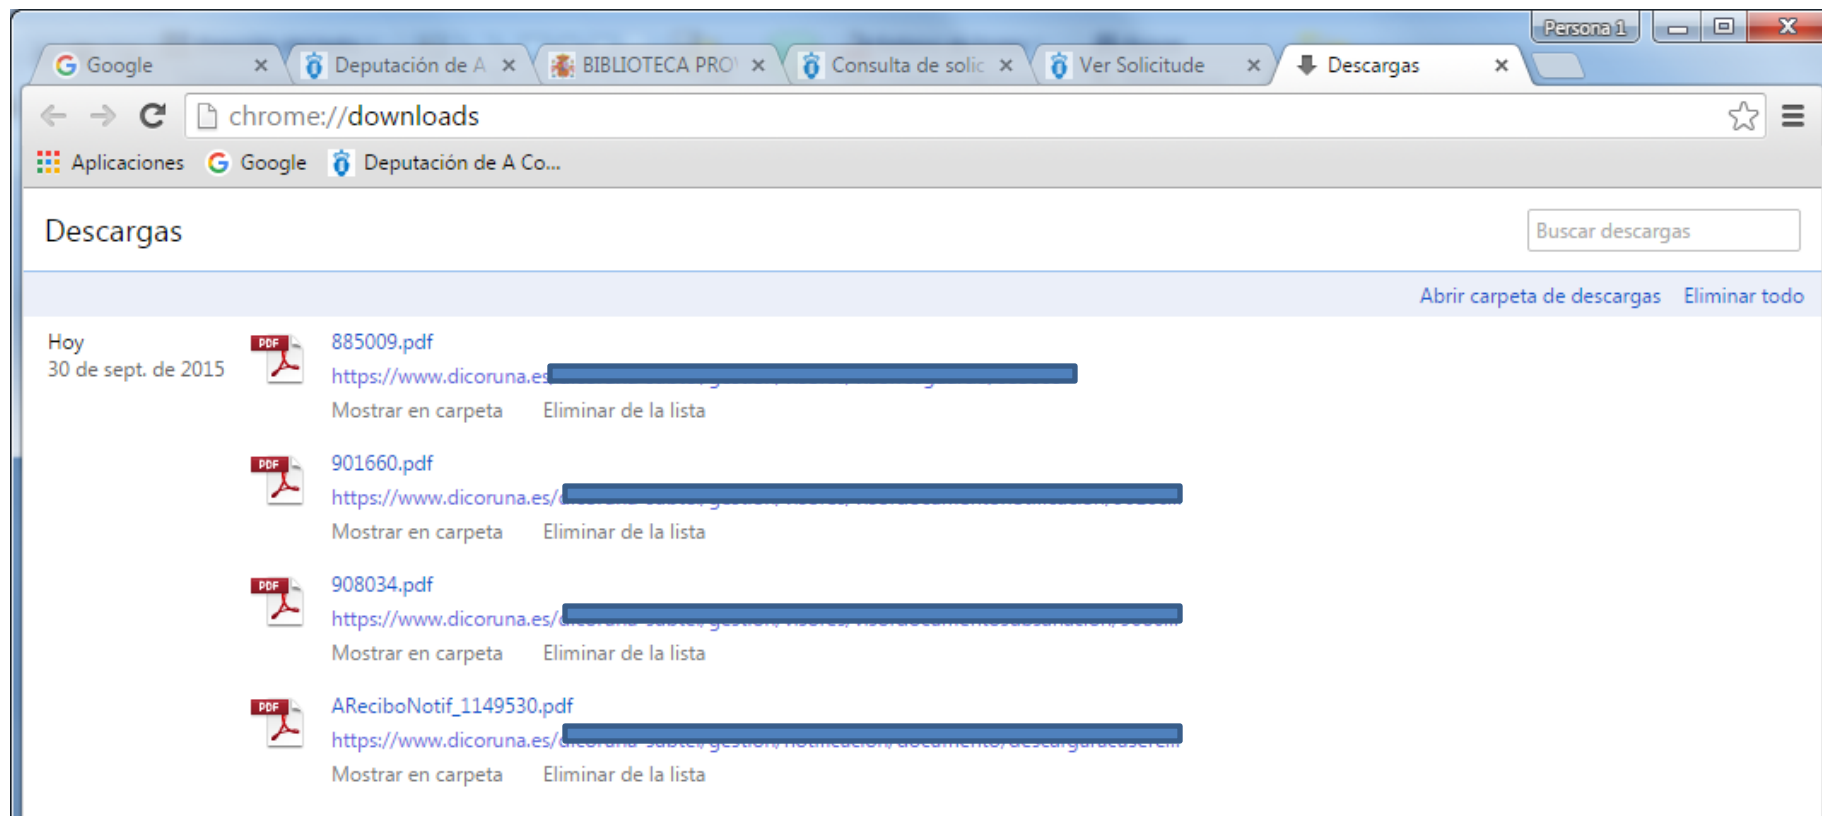 Persona 1
Google
Deputación de A
BIBLIOTECA PRO
Consulta de solic
Ver Solicitude
Descargas
chrome://downloads
Aplicaciones Google Deputación de A Co...
Descargas
Buscar descargas
Abrir carpeta de descargas Eliminar todo
Hoy
30 de sept. de 2015
885009.pdf
https://www.dicoruna.es
Mostrar en carpeta Eliminar de la lista
901660.pdf
https://www.dicoruna.es/
Mostrar en carpeta Eliminar de la lista
908034.pdf
https://www.dicoruna.es/
Mostrar en carpeta Eliminar de la lista
AReciboNotif_1149530.pdf
https://www.dicoruna.es/
Mostrar en carpeta Eliminar de la lista